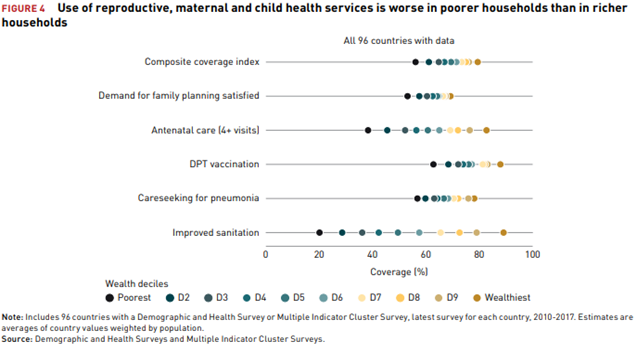 FIGURE 4 Use of reproductive, maternal and child health services is worse in poorer households than in richer
households
All 96 countries with data
Composite coverage index
Demand for family planning satisfied
Antenatal care (4+ visits)
DPT vaccination
Careseeking for pneumonia
Improved sanitation
0 20 40 60 80 100
Coverage (%)
Wealth deciles
Poorest D2 D3 D4 D5 D6 D7 D8 D9 Wealthiest
Note: Includes 96 countries with a Demographic and Health Survey or Multiple Indicator Cluster Survey, latest survey for each country, 2010-2017. Estimates are
averages of country values weighted by population.
Source: Demographic and Health Surveys and Multiple Indicator Cluster Surveys.